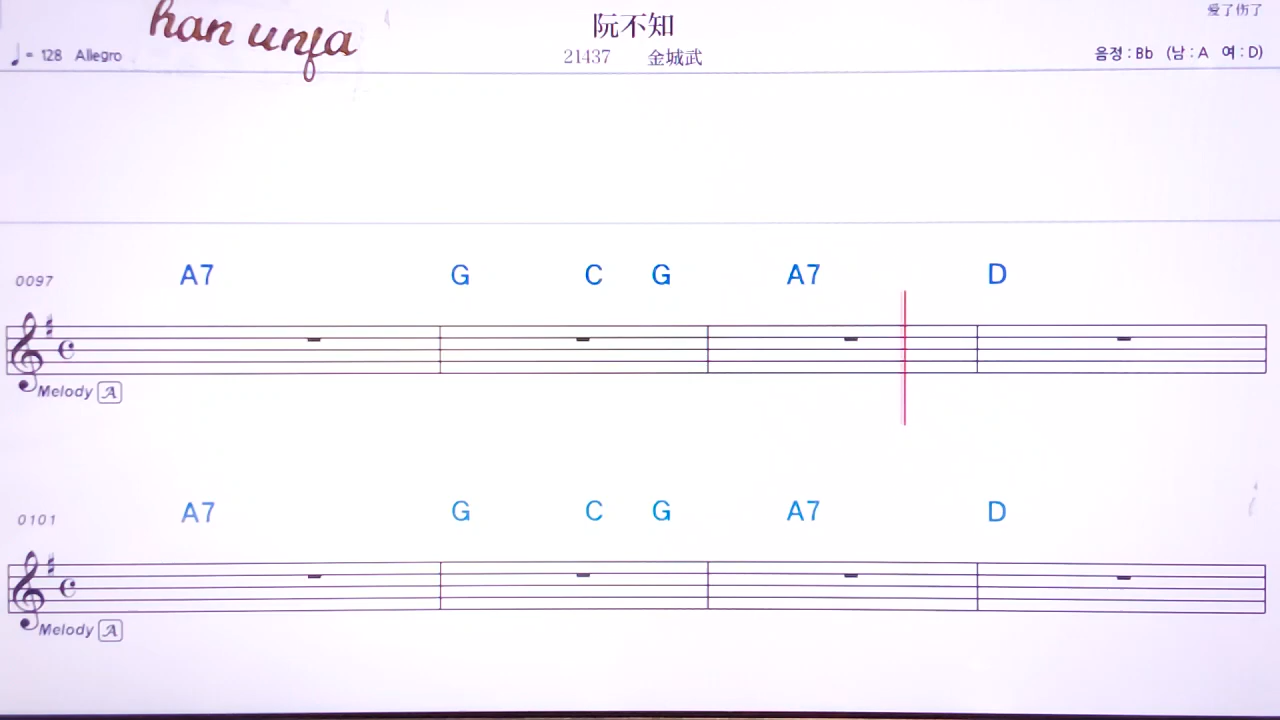 han unja
阮不知
爱了伤了
= 128 Allegro
21437 金城武
음정 : Bb (남 : A 여 : D)
A7 G C G A7 D
0097
Melody A
A7 G C G A7 D
0101
Melody A